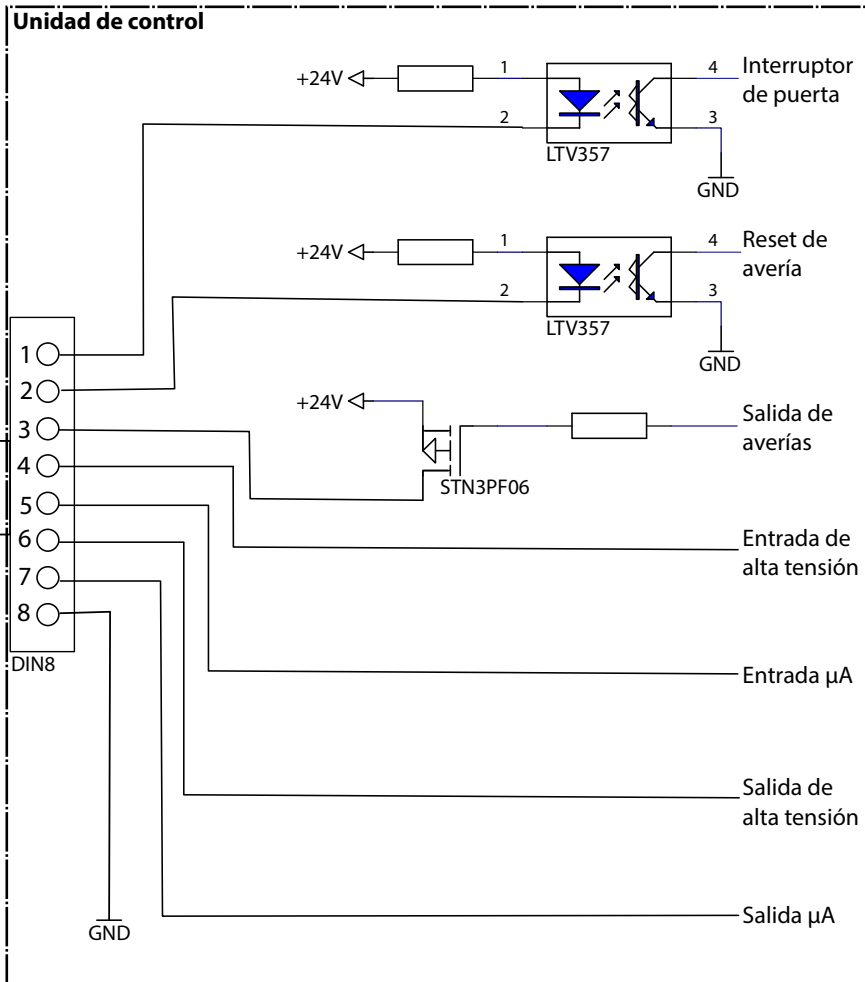 Unidad de control
+24V
1
2
4
3
LTV357
Interruptor
de puerta
GND
+24V
1
2
4
3
LTV357
Reset de
avería
GND
+24V
STN3PF06
Salida de
averías
1
2
3
4
5
6
7
8
DIN8
GND
Entrada de
alta tensión
Entrada µA
Salida de
alta tensión
Salida µA